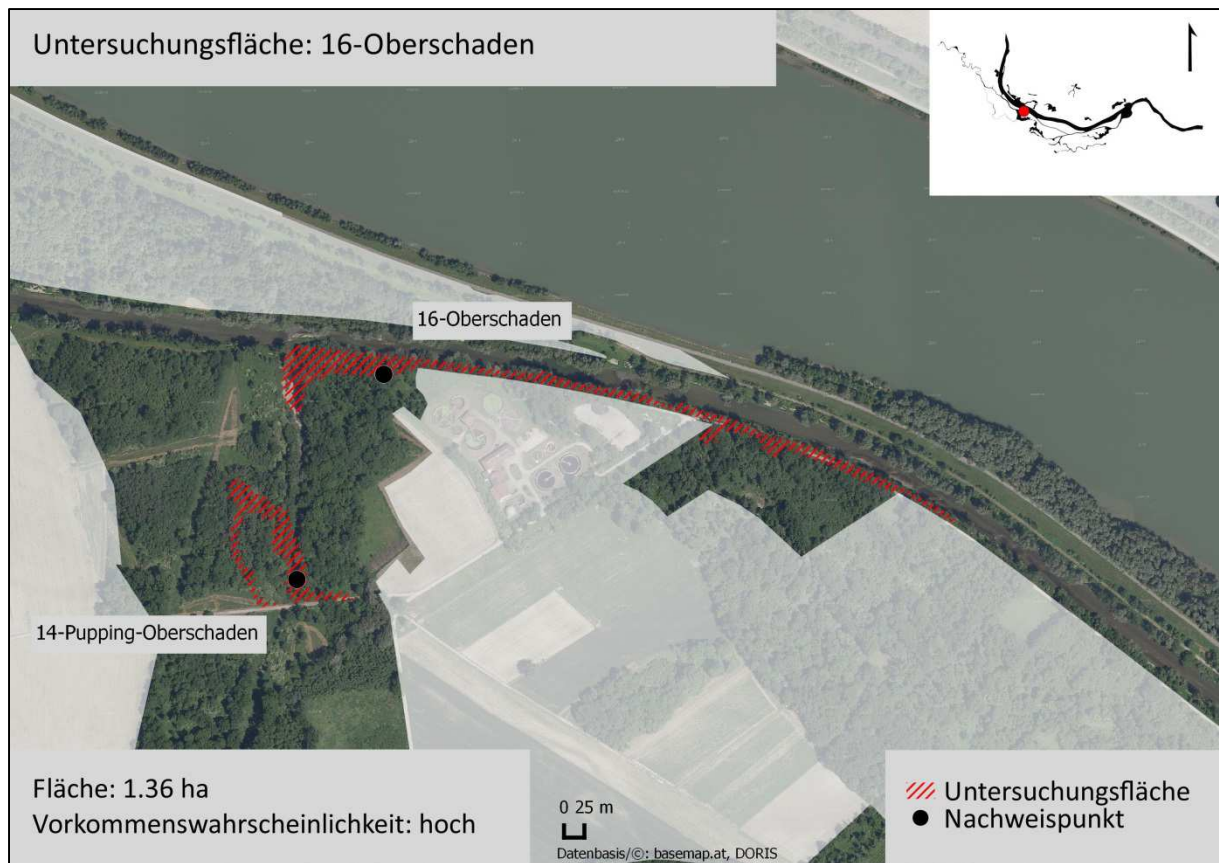 Untersuchungsfläche: 16-Oberschaden
16-Oberschaden
14-Pupping-Oberschaden
Fläche: 1.36 ha
Vorkommenswahrscheinlichkeit: hoch
0 25 m
Datenbasis/©: basemap.at, DORIS
Untersuchungsfläche
Nachweispunkt